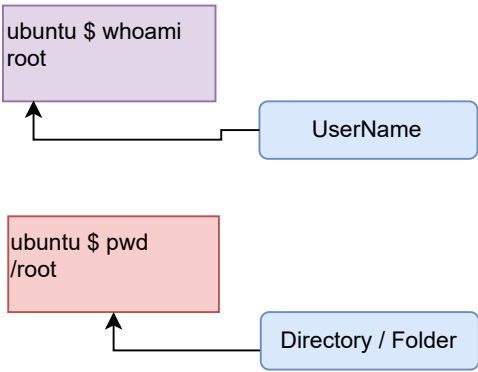 ubuntu $ whoami
root
UserName
ubuntu $ pwd
/root
Directory / Folder